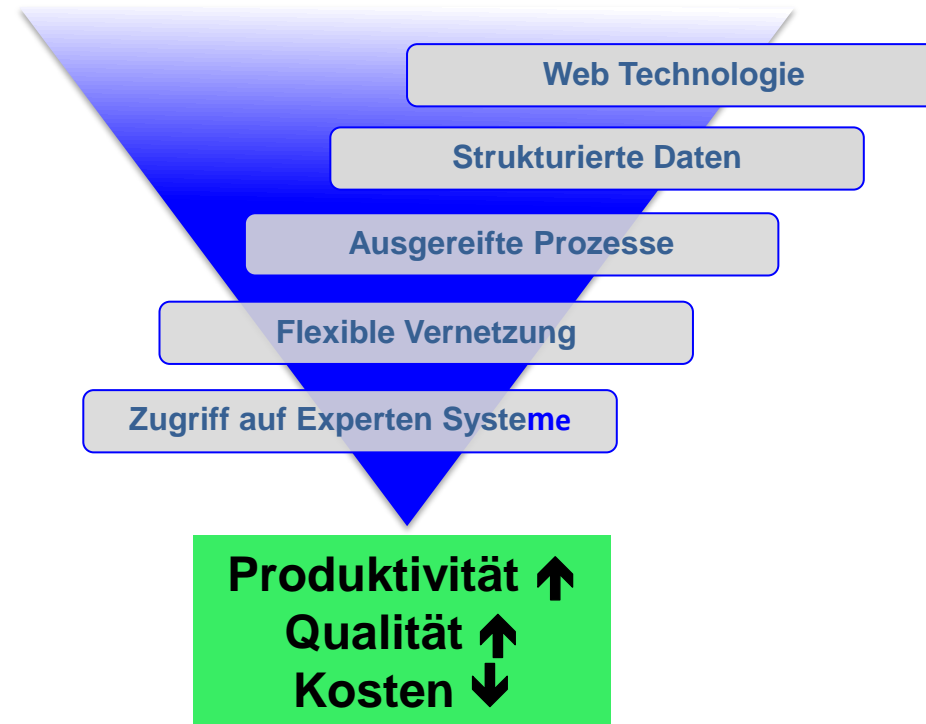 Web Technologie
Strukturierte Daten
Ausgereifte Prozesse
Flexible Vernetzung
Zugriff auf Experten Systeme
Produktivität ↑
Qualität ↑
Kosten ↓